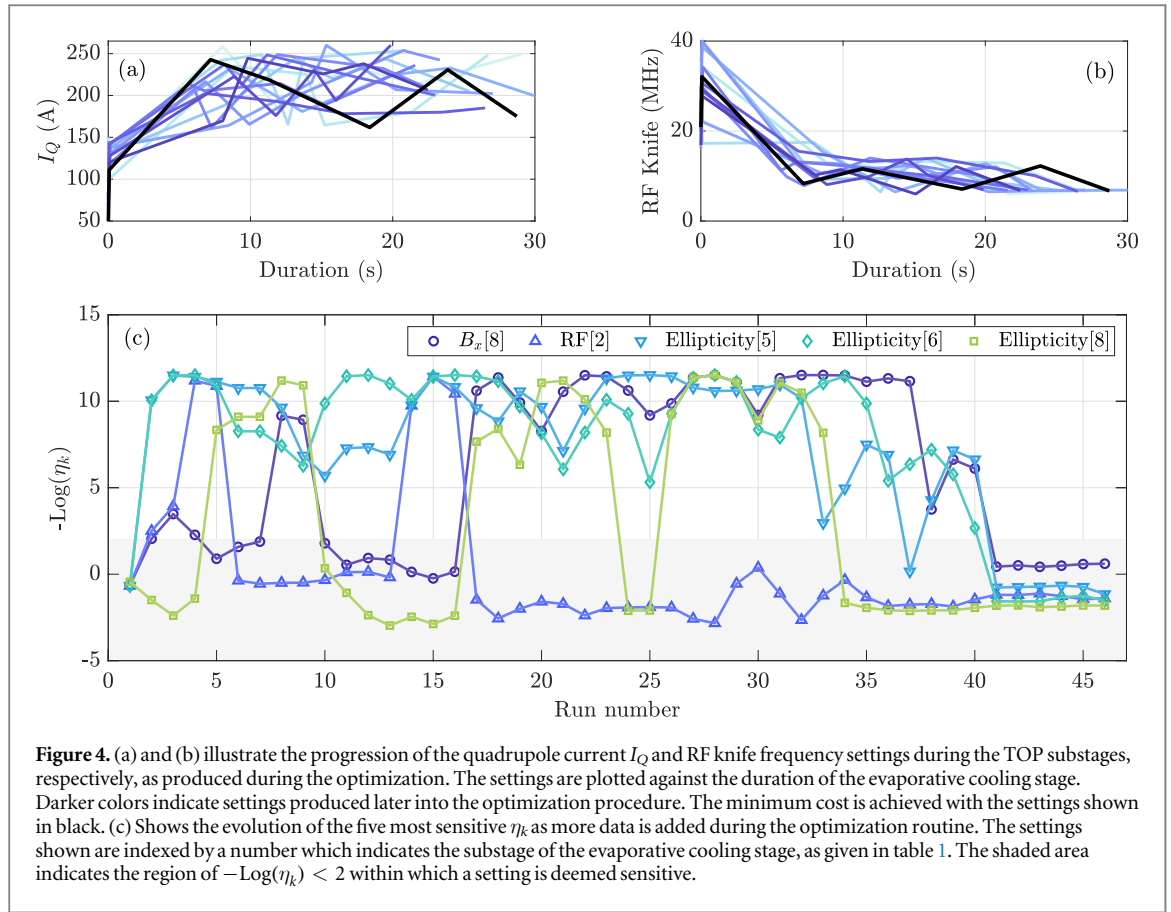 250
200
150
100
50
I_Q (A)
(a)
0 10 20 30
Duration (s)
40
20
0
RF Knife (MHz)
(b)
0 10 20 30
Duration (s)
15
10
5
0
-5
-Log(η_k)
(c)
B_x[8] RF[2] Ellipticity[5] Ellipticity[6] Ellipticity[8]
0 5 10 15 20 25 30 35 40 45
Run number
Figure 4. (a) and (b) illustrate the progression of the quadrupole current I_Q and RF knife frequency settings during the TOP substages,
respectively, as produced during the optimization. The settings are plotted against the duration of the evaporative cooling stage.
Darker colors indicate settings produced later into the optimization procedure. The minimum cost is achieved with the settings shown
in black. (c) Shows the evolution of the five most sensitive η_k as more data is added during the optimization routine. The settings
shown are indexed by a number which indicates the substage of the evaporative cooling stage, as given in table 1. The shaded area
indicates the region of −Log(η_k) < 2 within which a setting is deemed sensitive.